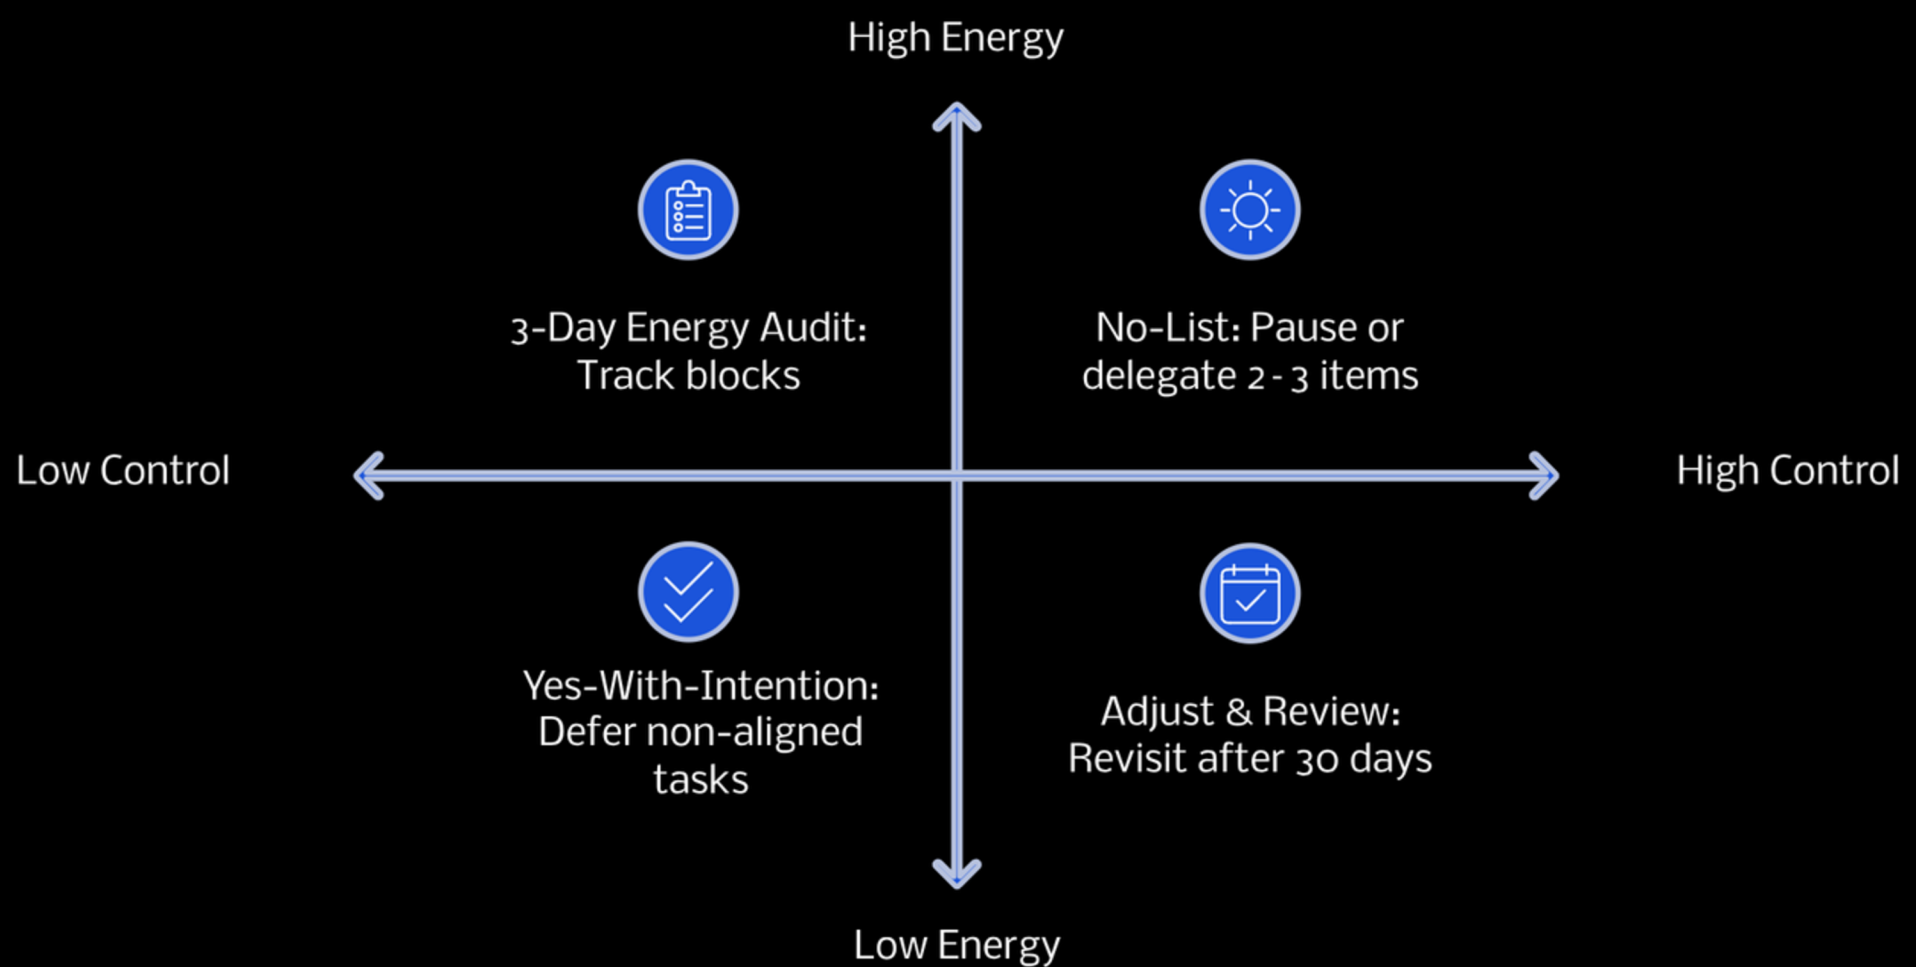 High Energy
3-Day Energy Audit:
Track blocks
No-List: Pause or
delegate 2-3 items
Low Control
High Control
Yes-With-Intention:
Defer non-aligned
tasks
Adjust & Review:
Revisit after 30 days
Low Energy